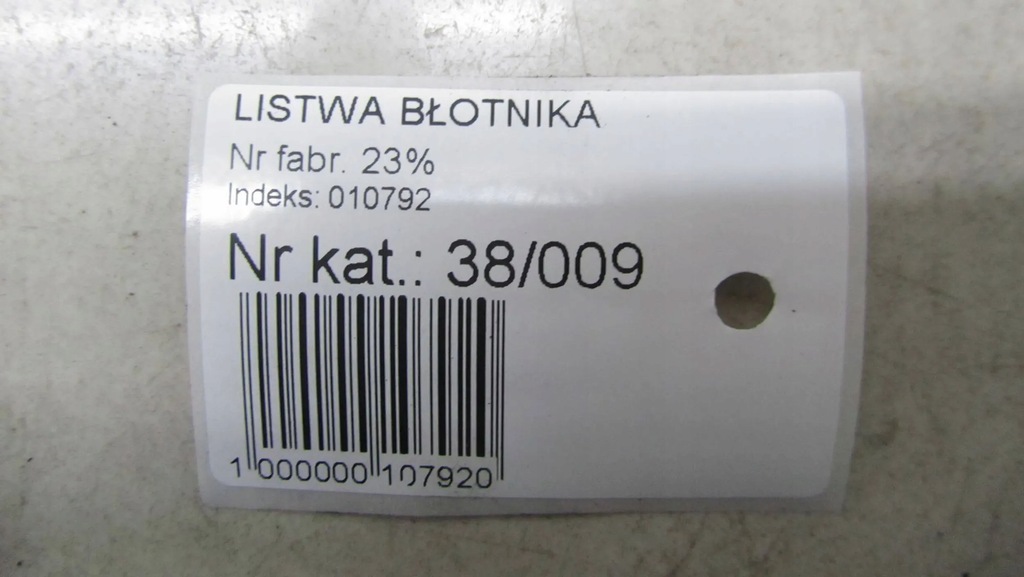 LISTWA BŁOTNIKA
Nr fabr. 23%
Indeks: 010792
Nr kat.: 38/009
1 000000 107920